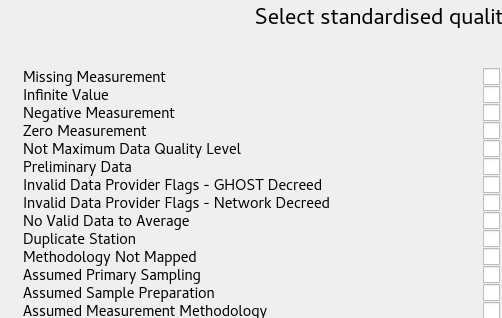 Select standardised qualit
Missing Measurement
Infinite Value
Negative Measurement
Zero Measurement
Not Maximum Data Quality Level
Preliminary Data
Invalid Data Provider Flags - GHOST Decreed
Invalid Data Provider Flags - Network Decreed
No Valid Data to Average
Duplicate Station
Methodology Not Mapped
Assumed Primary Sampling
Assumed Sample Preparation
Assumed Measurement Methodology